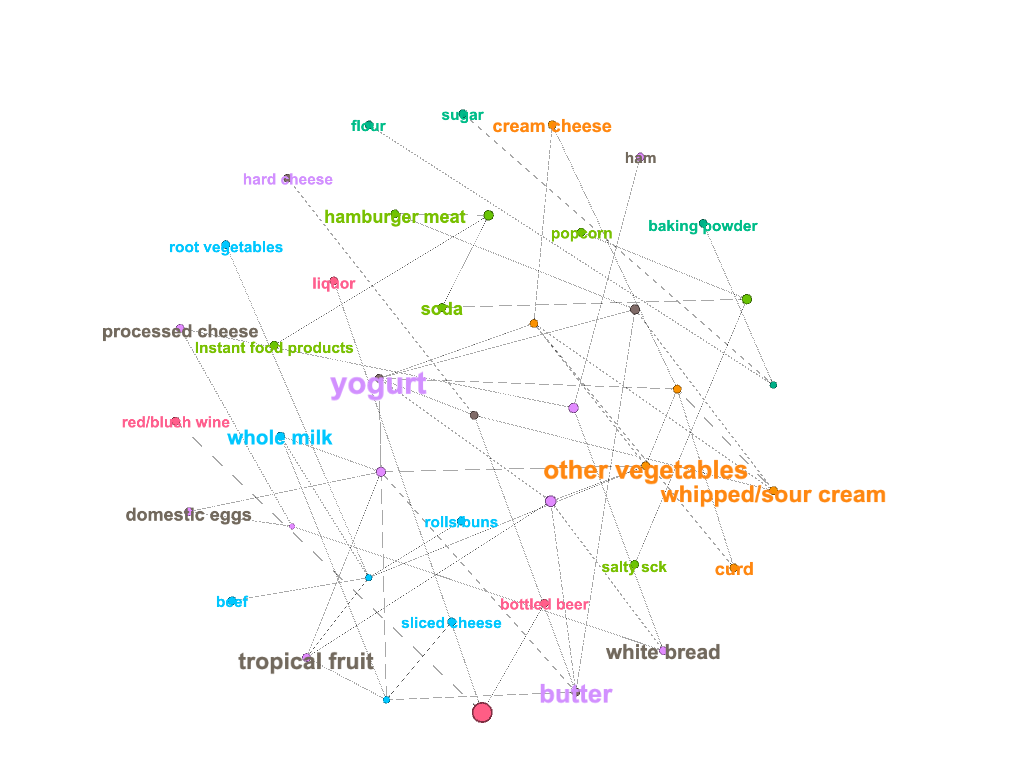 sugar
flour
cream cheese
ham
hard cheese
hamburger meat
baking powder
popcorn
root vegetables
liquor
soda
processed cheese
Instant food products
yogurt
red/blush wine
whole milk
other vegetables
whipped/sour cream
domestic eggs
rolls/buns
salty sck
curd
beef
bottled beer
sliced cheese
white bread
tropical fruit
butter